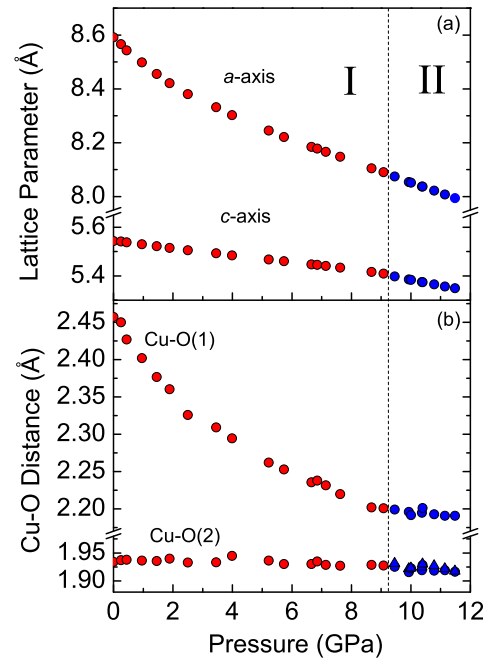 (a)
8.6
a-axis
I
II
8.4
8.2
8.0
Lattice Parameter (Å)
c-axis
5.6
5.4
(b)
2.45
Cu-O(1)
2.40
2.35
2.30
2.25
2.20
Cu-O Distance (Å)
Cu-O(2)
1.95
1.90
0 2 4 6 8 10 12
Pressure (GPa)